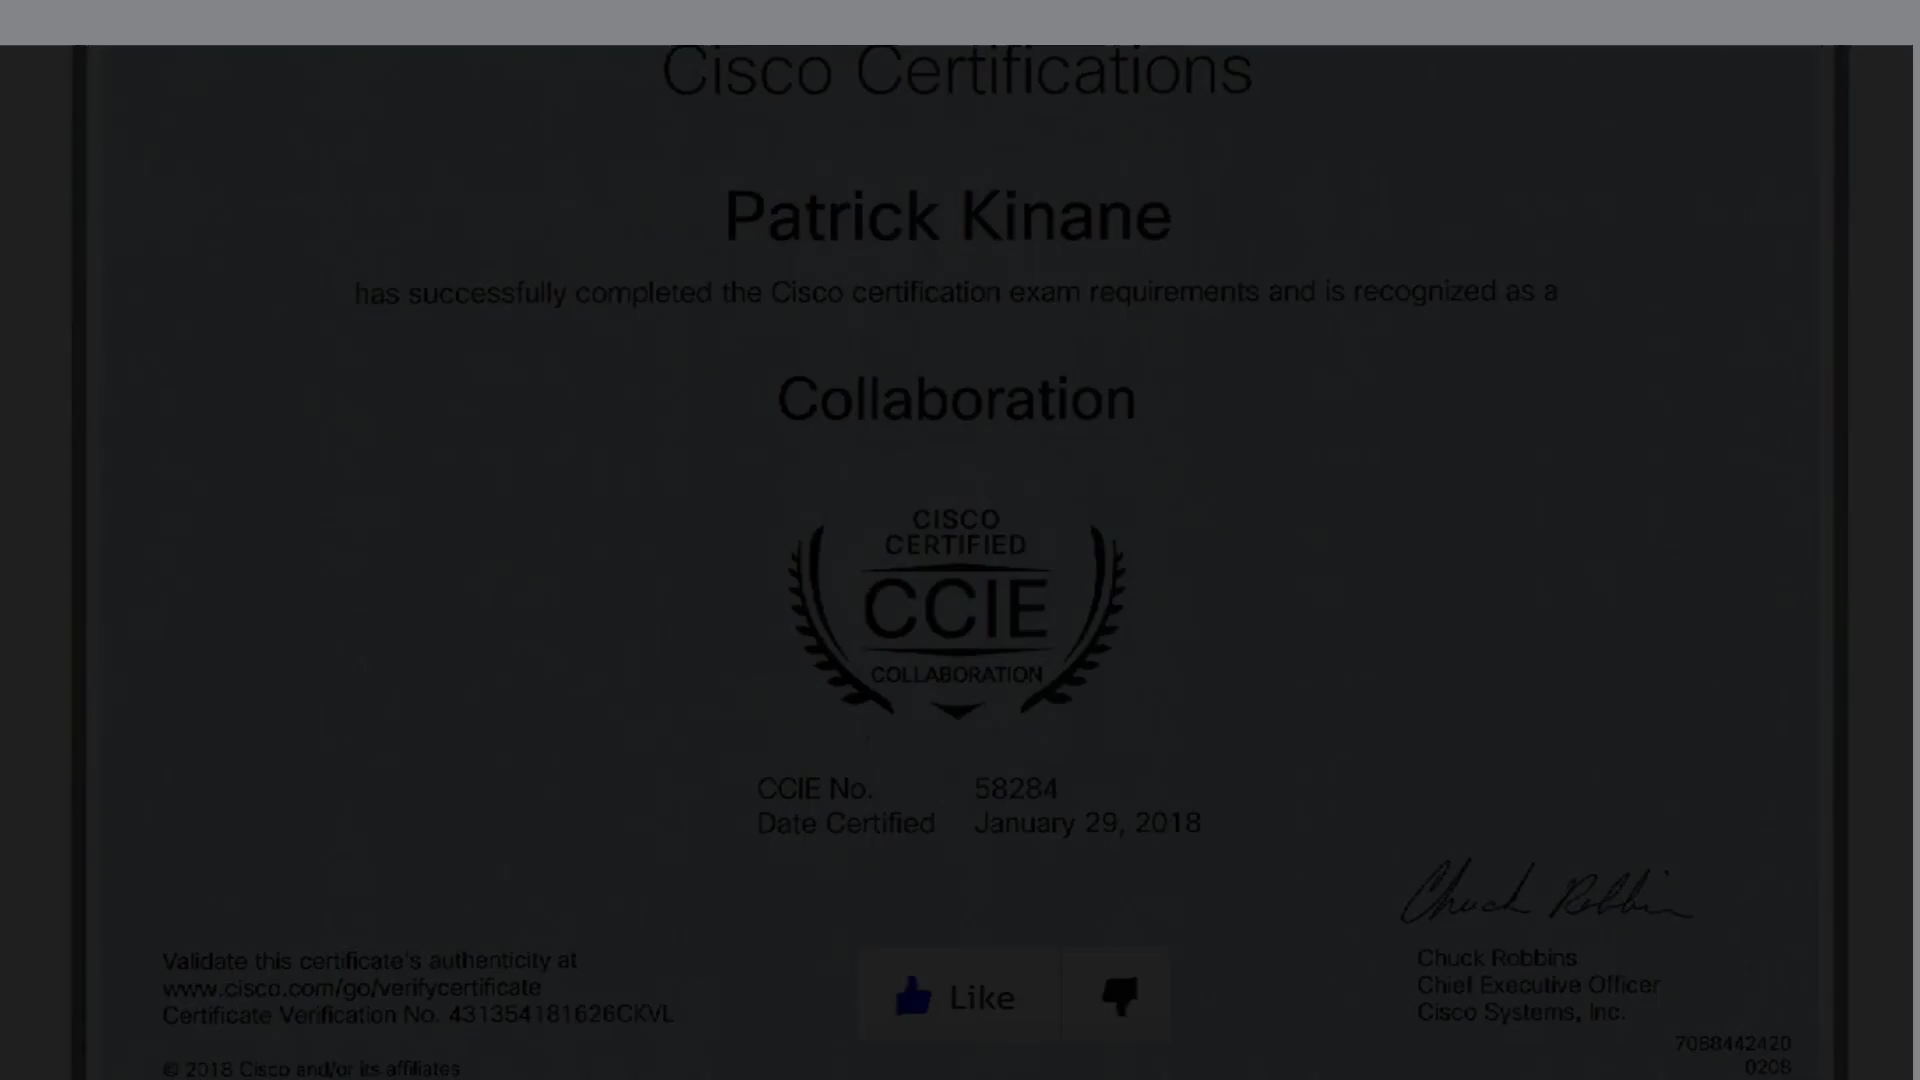 Cisco Certifications
Patrick Kinane
has successfully completed the Cisco certification exam requirements and is recognized as a
Collaboration
CISCO
CERTIFIED
CCIE
COLLABORATION
CCIE No. 58284
Date Certified January 29, 2018
Chuck Robbins
Validate this certificate's authenticity at
www.cisco.com/go/verifycertificate
Certificate Verification No. 431354181626CKVL
Like
Chuck Robbins
Chief Executive Officer
Cisco Systems, Inc.
7088442420
0208
© 2018 Cisco and/or its affiliates